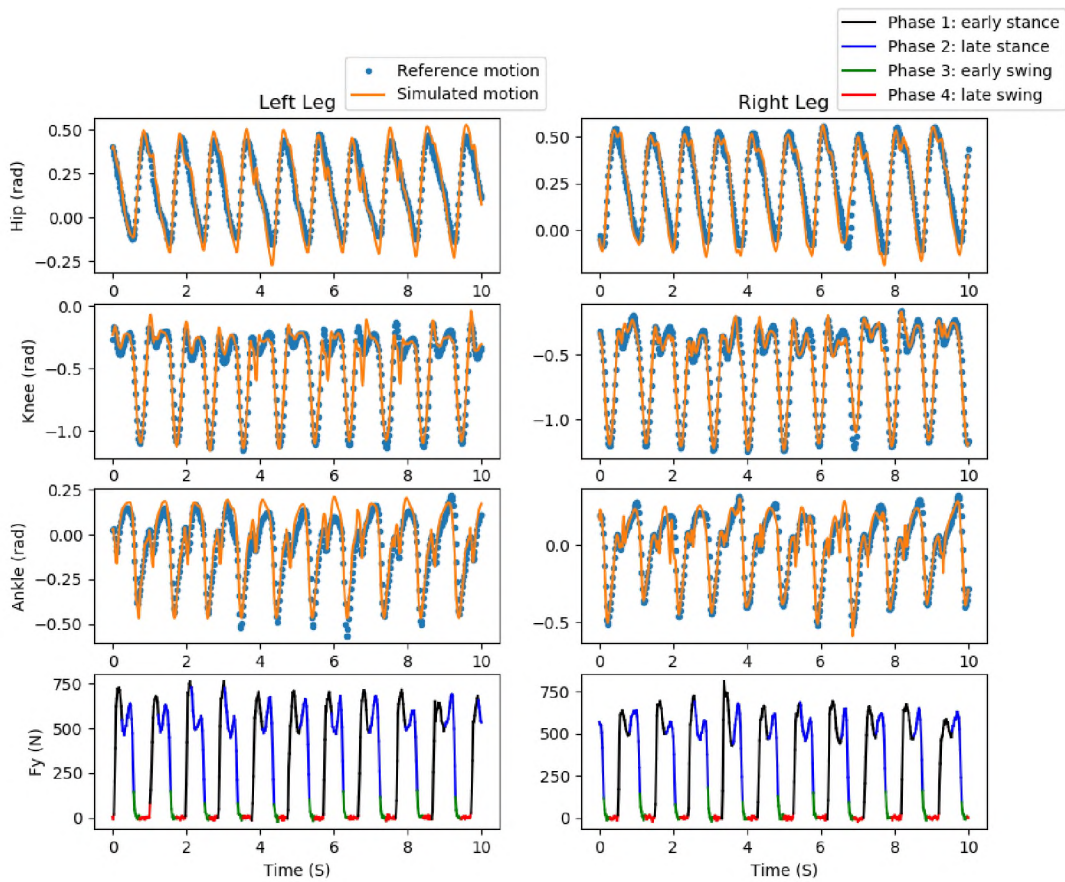 Phase 1: early stance
Phase 2: late stance
Phase 3: early swing
Phase 4: late swing
Reference motion
Simulated motion
Left Leg
Right Leg
Hip (rad)
0.50
0.25
0.00
−0.25
0 2 4 6 8 10
0.50
0.25
0.00
0 2 4 6 8 10
Knee (rad)
0.0
−0.5
−1.0
0 2 4 6 8 10
−0.5
−1.0
0 2 4 6 8 10
Ankle (rad)
0.25
0.00
−0.25
−0.50
0 2 4 6 8 10
0.0
−0.5
0 2 4 6 8 10
Fy (N)
750
500
250
0
0 2 4 6 8 10
Time (S)
750
500
250
0
0 2 4 6 8 10
Time (S)